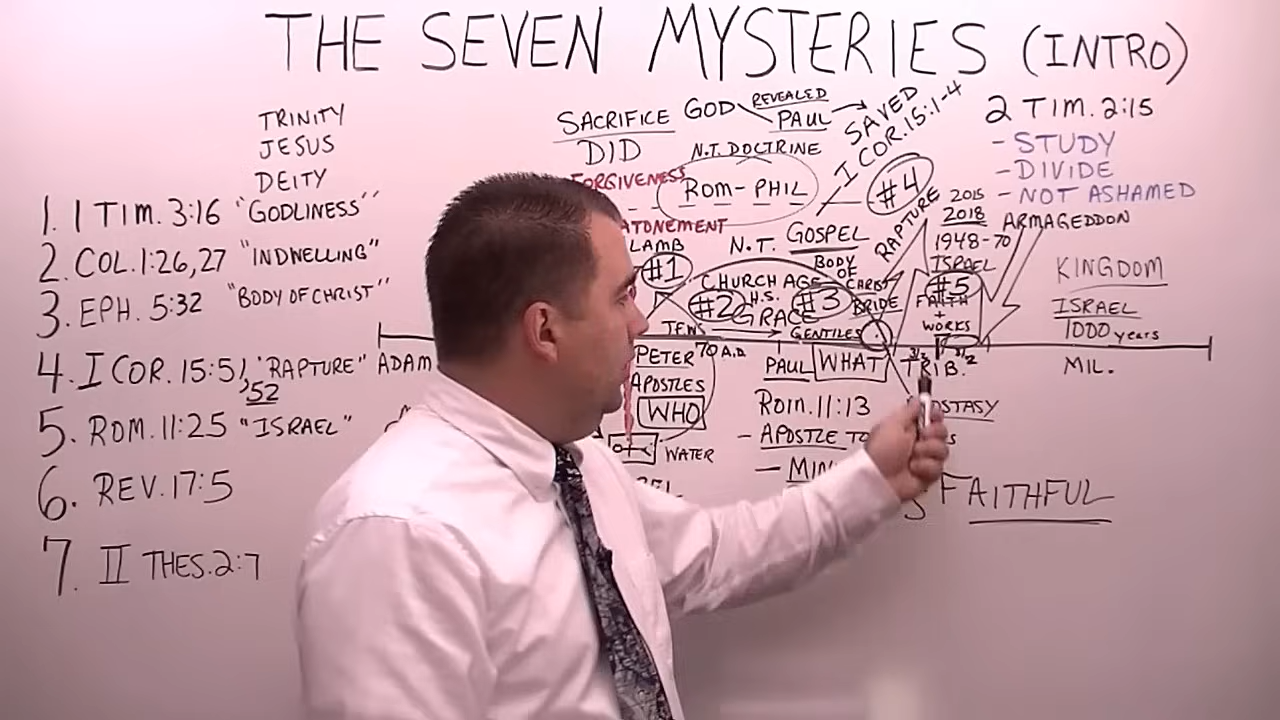 THE SEVEN MYSTERIES (INTRO)
TRINITY
JESUS
DEITY
1. 1 TIM. 3:16 "GODLINESS"
2. COL. 1:26,27 "INDWELLING"
3. EPH. 5:32 "BODY OF CHRIST"
4. I COR. 15:51, "RAPTURE"
52
5. ROM. 11:25 "ISRAEL"
6. REV. 17:5
7. II THES. 2:7
SACRIFICE
DID
FORGIVENESS
ATONEMENT
LAMB
#1
GOD REVEALED
PAUL
N.T. DOCTRINE
ROM - PHIL
SAVED
I COR. 15:1-4
N.T. GOSPEL
BODY
OF
CHRIST
BRIDE
CHURCH AGE
#2 H.S. #3
GRACE
JEWS GENTILES
#4
RAPTURE
2 TIM. 2:15
- STUDY
- DIVIDE
- NOT ASHAMED
2015
2018
1948-70
ISRAEL
#5
FAITH
+
WORKS
ARMAGEDDON
KINGDOM
ISRAEL
1000 years
MIL.
ADAM
PETER 70 A.D.
APOSTLES
WHO
WATER
PAUL WHAT
ROM. 11:13
- APOSTLE TO
3½ 3½
TRIB.
FAITHFUL